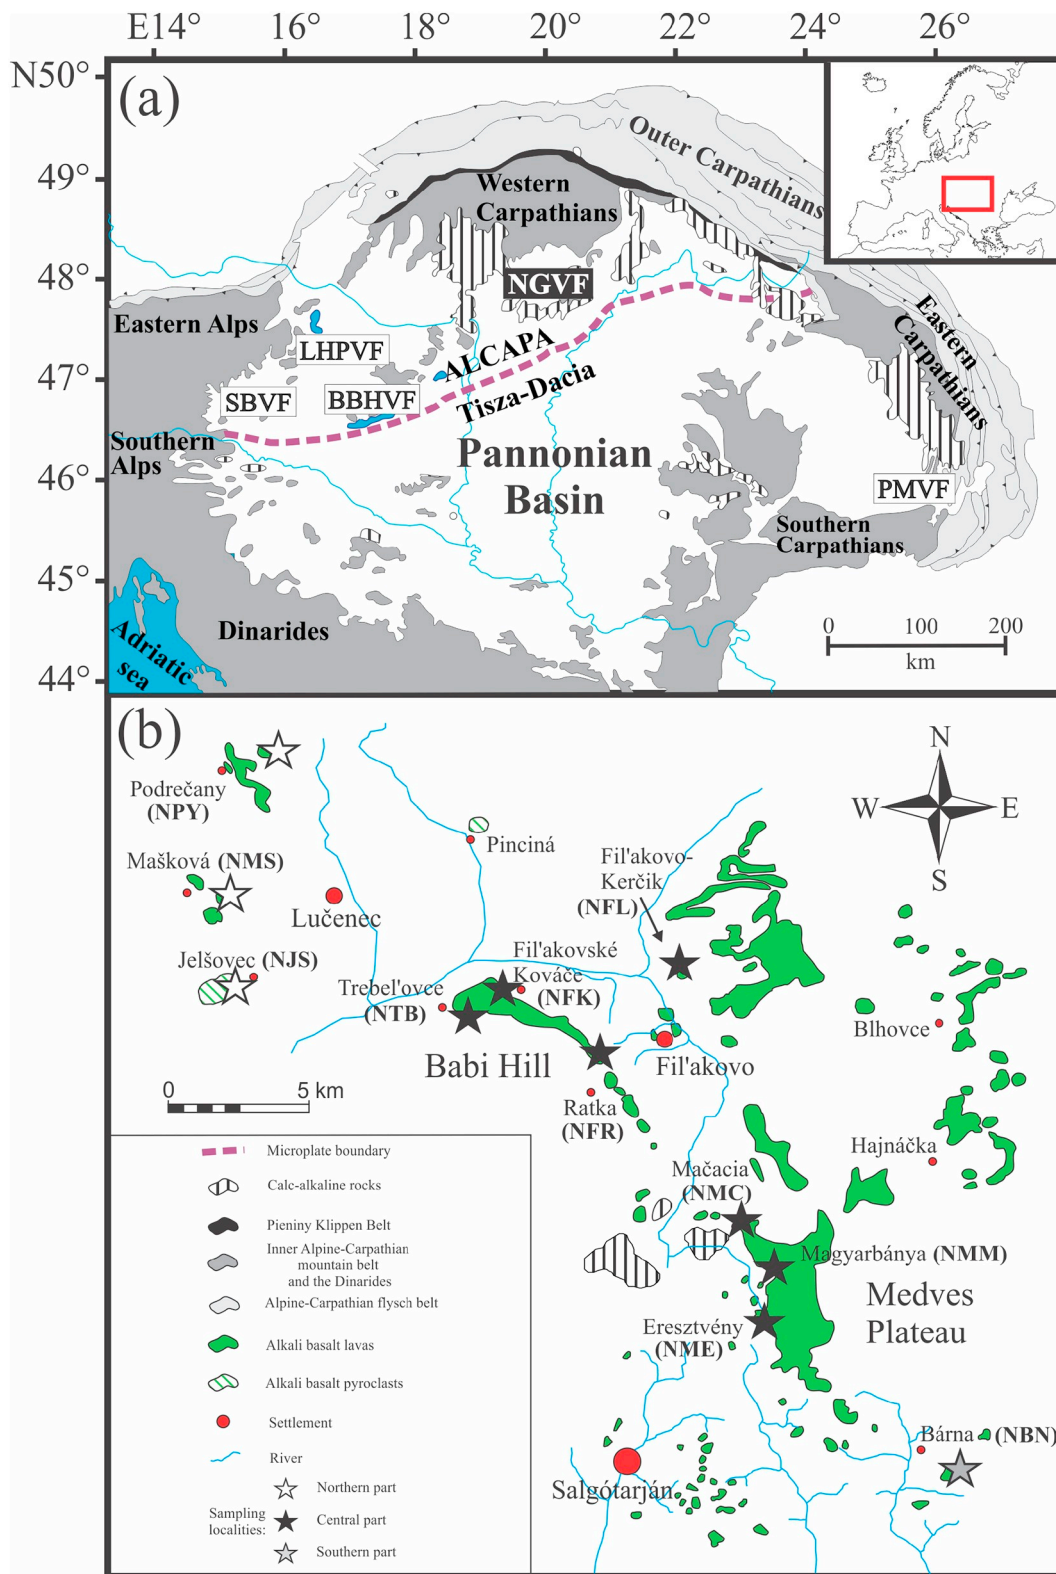 E14° 16° 18° 20° 22° 24° 26°
N50°
49°
48°
47°
46°
45°
44°
(a)
Outer Carpathians
Western
Carpathians
NGVF
Eastern Alps
LHPVF
ALCAPA
Tisza-Dacia
SBVF
BBHVF
Southern
Alps
Pannonian
Basin
Eastern
Carpathians
PMVF
Southern
Carpathians
Adriatic
sea
Dinarides
0 100 200
km
(b)
N
W E
S
Podrečany
(NPY)
Pinciná
Mašková (NMS)
Lučenec
Fil'akovo-
Kerčik
(NFL)
Jelšovec (NJS)
Fil'akovské
Kováče
(NFK)
Trebel'ovce
(NTB)
Babi Hill
Fil'akovo
Blhovce
0 5 km
Ratka
(NFR)
Hajnáčka
Mačacia
(NMC)
Magyarbánya (NMM)
Medves
Plateau
Eresztvény
(NME)
Bárna (NBN)
Salgótarján
Microplate boundary
Calc-alkaline rocks
Pieniny Klippen Belt
Inner Alpine-Carpathian
mountain belt
and the Dinarides
Alpine-Carpathian flysch belt
Alkali basalt lavas
Alkali basalt pyroclasts
Settlement
River
Sampling
localities:
Northern part
Central part
Southern part